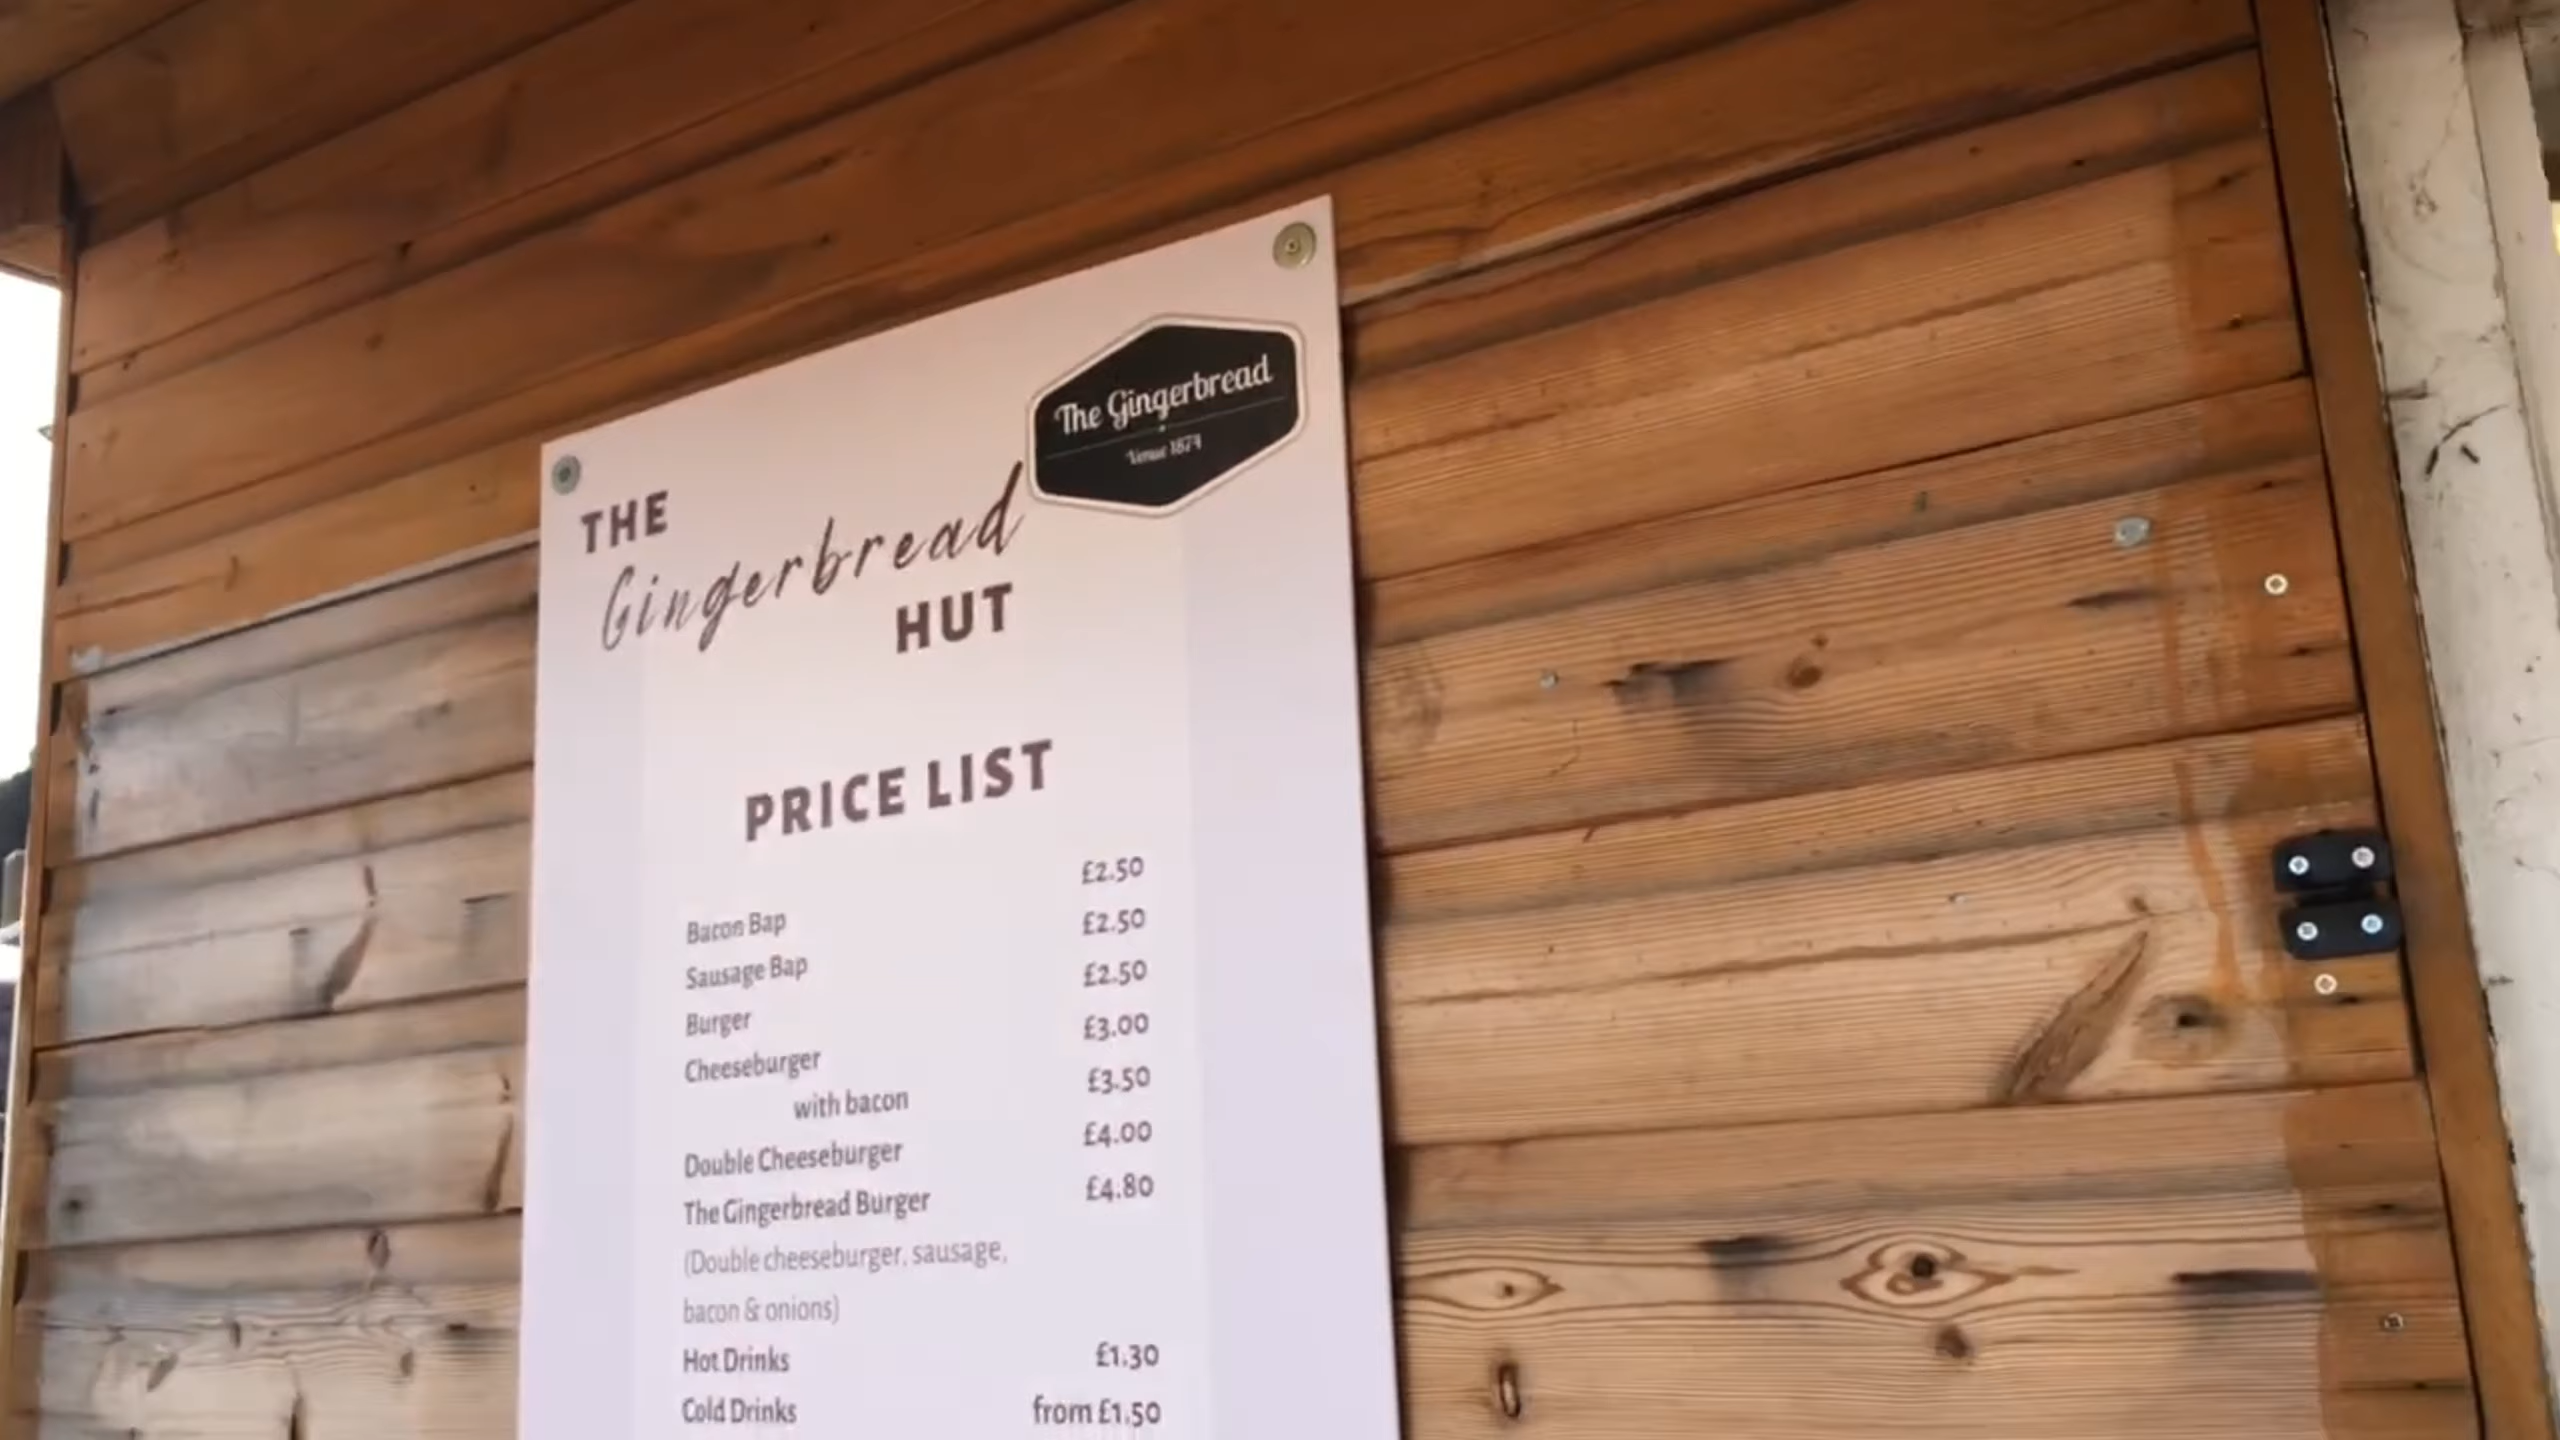 The Gingerbread
Venue 1874
THE
Gingerbread
HUT
PRICE LIST
Bacon Bap £2.50
Sausage Bap £2.50
Burger £2.50
Cheeseburger £3.00
with bacon £3.50
Double Cheeseburger £4.00
The Gingerbread Burger £4.80
(Double cheeseburger, sausage,
bacon & onions)
Hot Drinks £1.30
Cold Drinks from £1.50